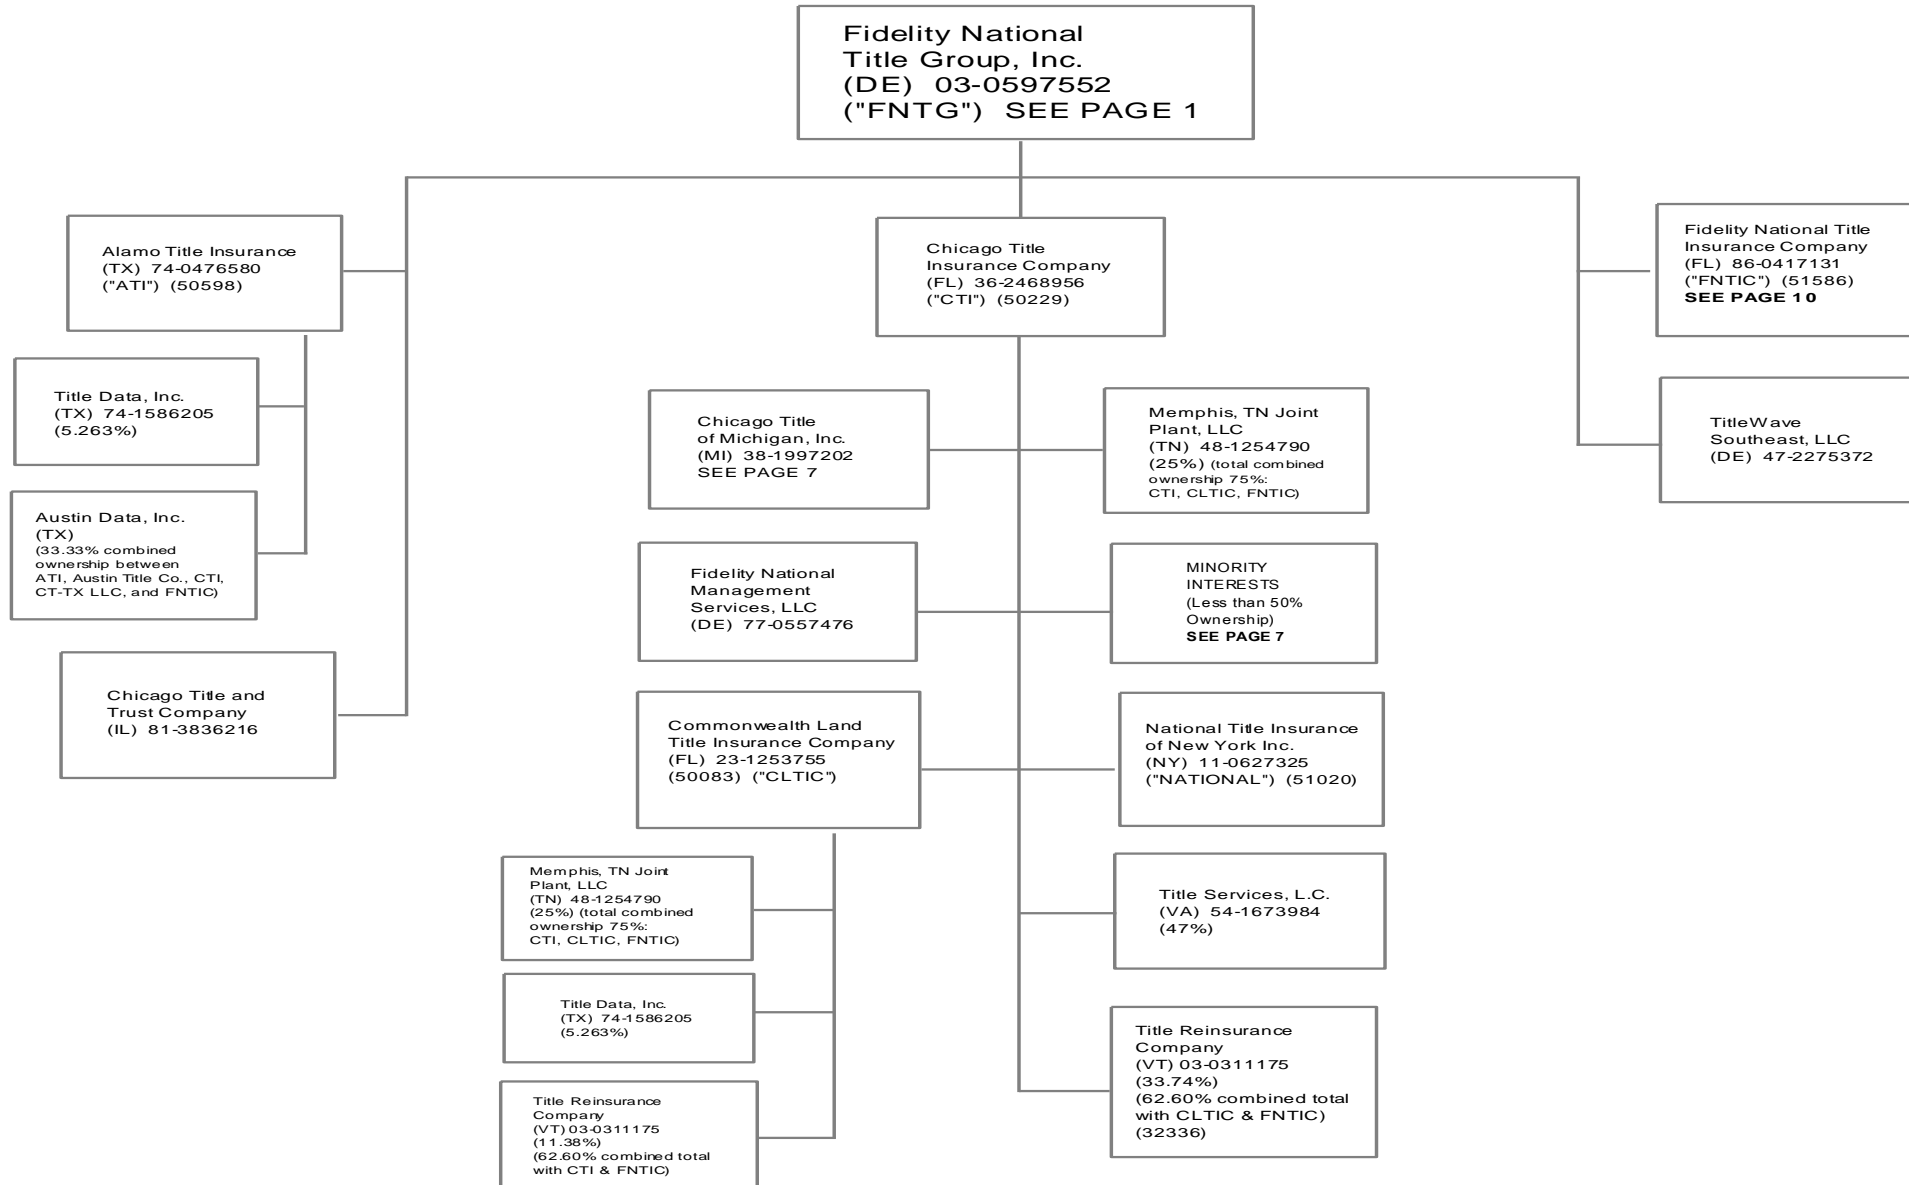 Fidelity National
Title Group, Inc.
(DE) 03-0597552
("FNTG") SEE PAGE 1
Alamo Title Insurance
(TX) 74-0476580
("ATI") (50598)
Title Data, Inc.
(TX) 74-1586205
(5.263%)
Austin Data, Inc.
(TX)
(33.33% combined
ownership between
ATI, Austin Title Co., CTI,
CT-TX LLC, and FNTIC)
Chicago Title and
Trust Company
(IL) 81-3836216
Chicago Title
Insurance Company
(FL) 36-2468956
("CTI") (50229)
Chicago Title
of Michigan, Inc.
(MI) 38-1997202
SEE PAGE 7
Memphis, TN Joint
Plant, LLC
(TN) 48-1254790
(25%) (total combined
ownership 75%:
CTI, CLTIC, FNTIC)
Fidelity National
Management
Services, LLC
(DE) 77-0557476
MINORITY
INTERESTS
(Less than 50%
Ownership)
SEE PAGE 7
Commonwealth Land
Title Insurance Company
(FL) 23-1253755
(50083) ("CLTIC")
National Title Insurance
of New York Inc.
(NY) 11-0627325
("NATIONAL") (51020)
Memphis, TN Joint
Plant, LLC
(TN) 48-1254790
(25%) (total combined
ownership 75%:
CTI, CLTIC, FNTIC)
Title Data, Inc.
(TX) 74-1586205
(5.263%)
Title Reinsurance
Company
(VT) 03-0311175
(11.38%)
(62.60% combined total
with CTI & FNTIC)
Title Services, L.C.
(VA) 54-1673984
(47%)
Title Reinsurance
Company
(VT) 03-0311175
(33.74%)
(62.60% combined total
with CLTIC & FNTIC)
(32336)
Fidelity National Title
Insurance Company
(FL) 86-0417131
("FNTIC") (51586)
SEE PAGE 10
TitleWave
Southeast, LLC
(DE) 47-2275372